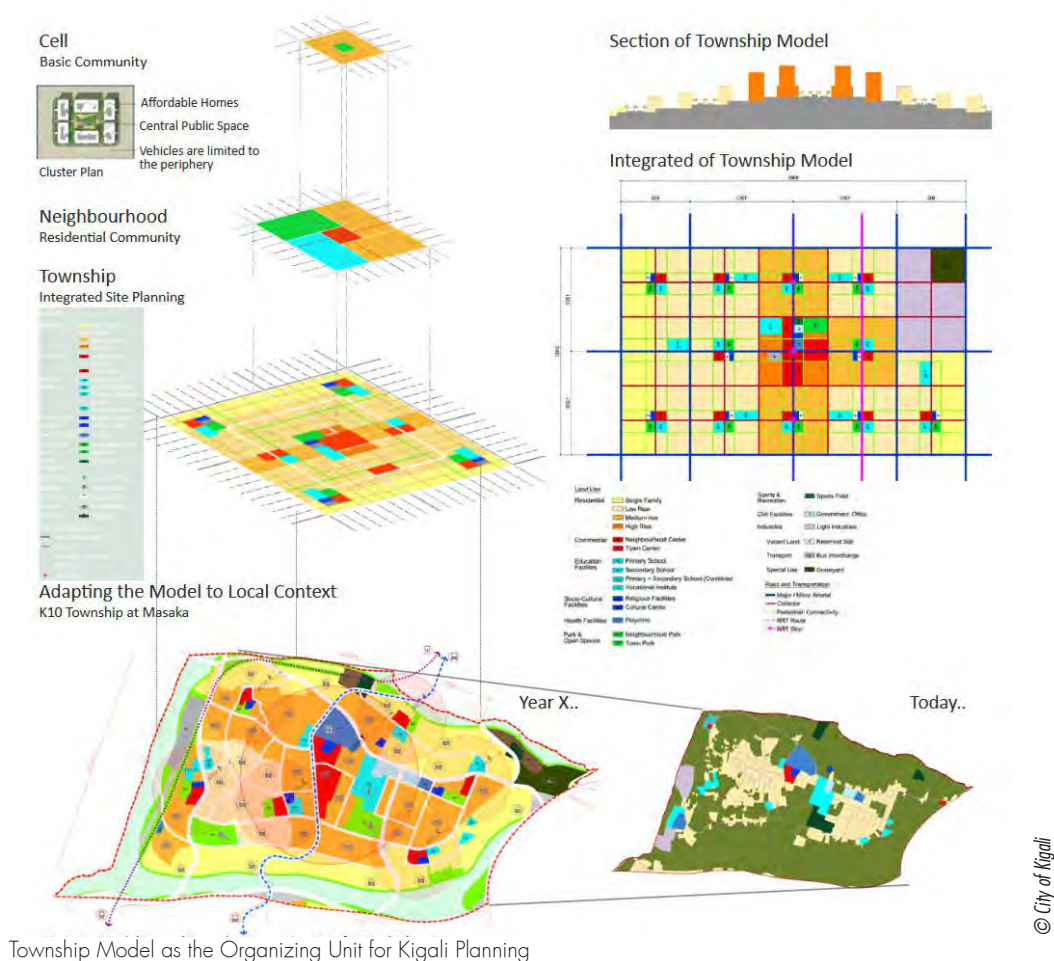 Cell
Basic Community
Affordable Homes
Central Public Space
Vehicles are limited to
the periphery
Cluster Plan
Neighbourhood
Residential Community
Township
Integrated Site Planning
Adapting the Model to Local Context
K10 Township at Masaka
Section of Township Model
Integrated of Township Model
Land Use
Residential
Single Family
Low Rise
Medium rise
High Rise
Commercial
Neighbourhood Center
Town Center
Education
Facilities
Primary School
Secondary School
Primary + Secondary School (Combined
Vocational Institute
Socio-Cultural
Facilities
Religious Facilities
Cultural Center
Health Facilities
Polyclinic
Park &
Open Spaces
Neighbourhood Park
Town Park
Sports &
Recreation
Sports Field
Civil Facilities
Government Office
Industries
Light Industries
Vacant Land
Reserved Site
Transport
Bus Interchange
Special Use
Graveyard
Road and Transportation
Major / Minor Arterial
Collector
Pedestrian Connectivity
BRT Route
BRT Stop
Year X..
Today..
© City of Kigali
Township Model as the Organizing Unit for Kigali Planning